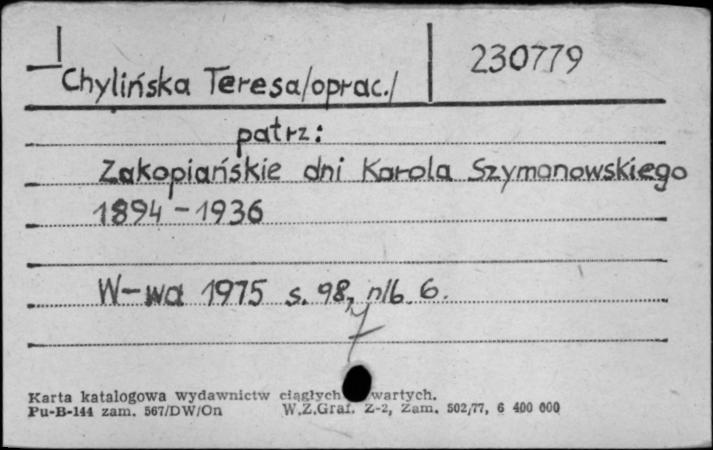 Chylińska Teresa/oprac./ 230779
patrz:
Zakopiańskie dni Karola Szymanowskiego
1894-1936
W-wa 1975 s. 98, nlb. 6.
Karta katalogowa wydawnictw ciągłych wartych.
Pu-B-144 zam. 567/DW/On W.Z.Graf. Z-2, Zam. 502/77, 6 400 000